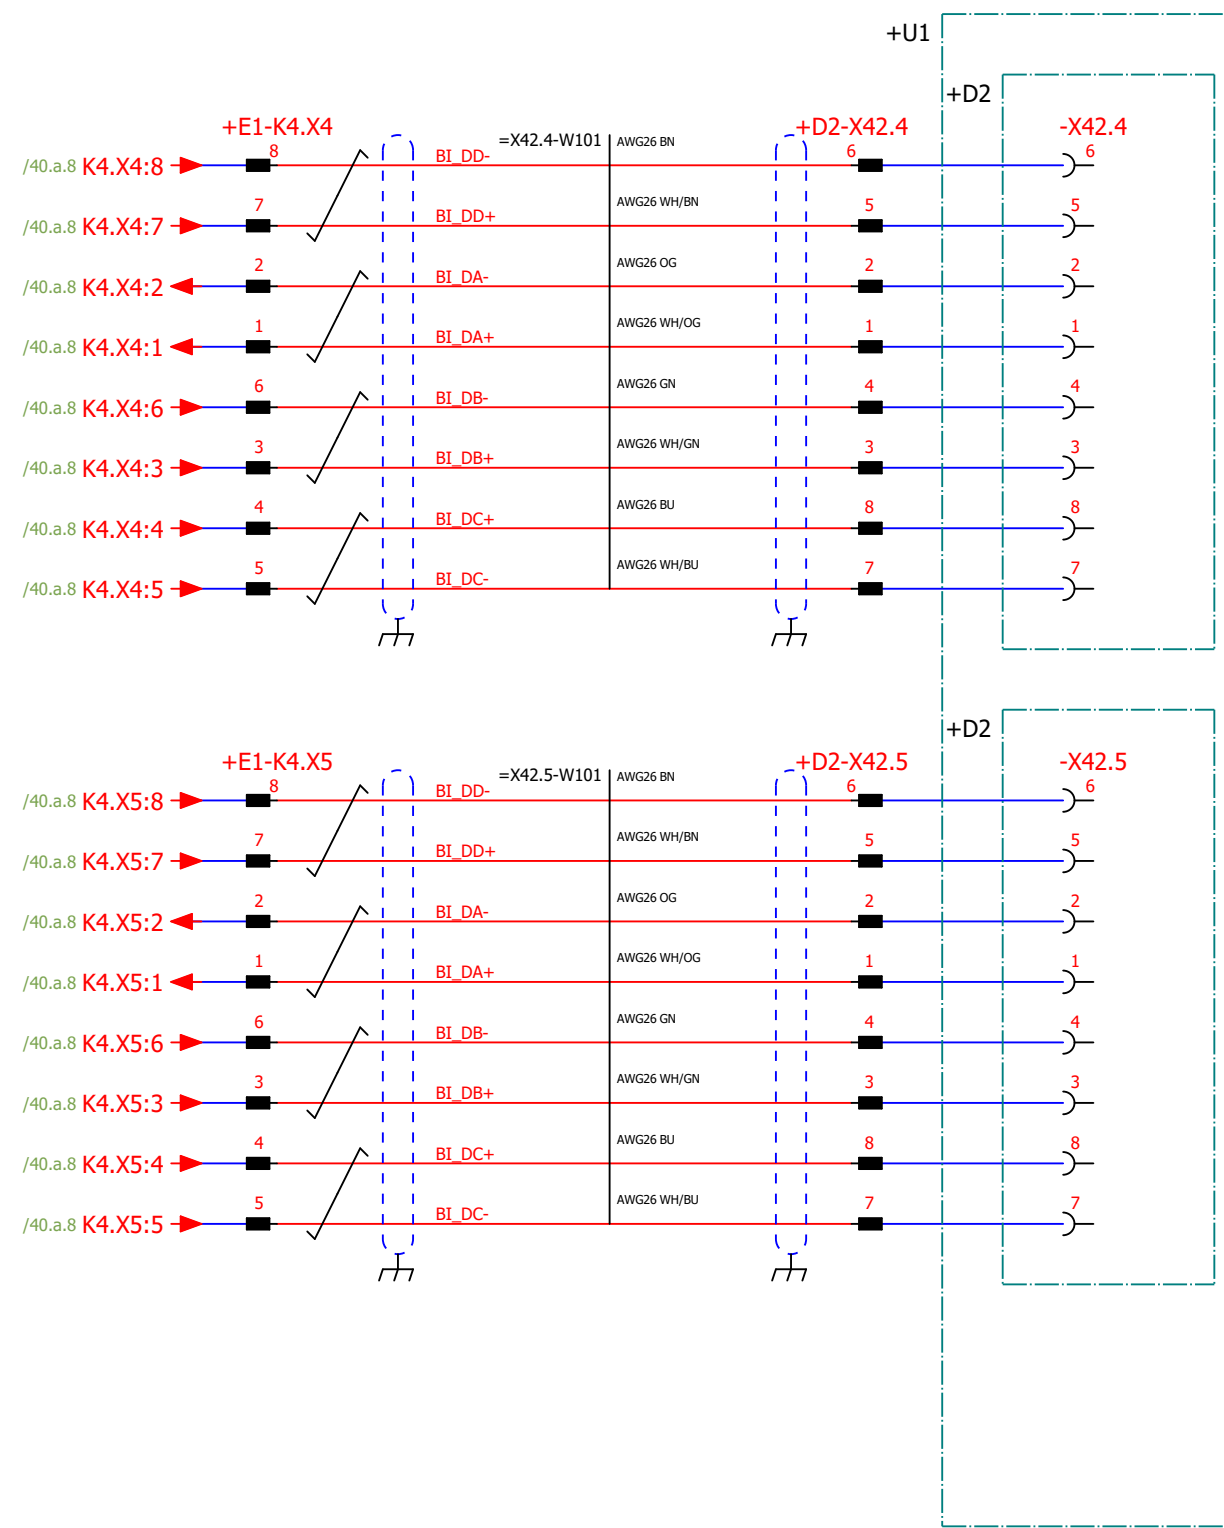 +U1
+D2
+E1-K4.X4 =X42.4-W101 AWG26 BN +D2-X42.4 -X42.4
/40.a.8 K4.X4:8 8 BI_DD- 6 6
/40.a.8 K4.X4:7 7 BI_DD+ AWG26 WH/BN 5 5
/40.a.8 K4.X4:2 2 BI_DA- AWG26 OG 2 2
/40.a.8 K4.X4:1 1 BI_DA+ AWG26 WH/OG 1 1
/40.a.8 K4.X4:6 6 BI_DB- AWG26 GN 4 4
/40.a.8 K4.X4:3 3 BI_DB+ AWG26 WH/GN 3 3
/40.a.8 K4.X4:4 4 BI_DC+ AWG26 BU 8 8
/40.a.8 K4.X4:5 5 BI_DC- AWG26 WH/BU 7 7
+D2
+E1-K4.X5 =X42.5-W101 AWG26 BN +D2-X42.5 -X42.5
/40.a.8 K4.X5:8 8 BI_DD- 6 6
/40.a.8 K4.X5:7 7 BI_DD+ AWG26 WH/BN 5 5
/40.a.8 K4.X5:2 2 BI_DA- AWG26 OG 2 2
/40.a.8 K4.X5:1 1 BI_DA+ AWG26 WH/OG 1 1
/40.a.8 K4.X5:6 6 BI_DB- AWG26 GN 4 4
/40.a.8 K4.X5:3 3 BI_DB+ AWG26 WH/GN 3 3
/40.a.8 K4.X5:4 4 BI_DC+ AWG26 BU 8 8
/40.a.8 K4.X5:5 5 BI_DC- AWG26 WH/BU 7 7